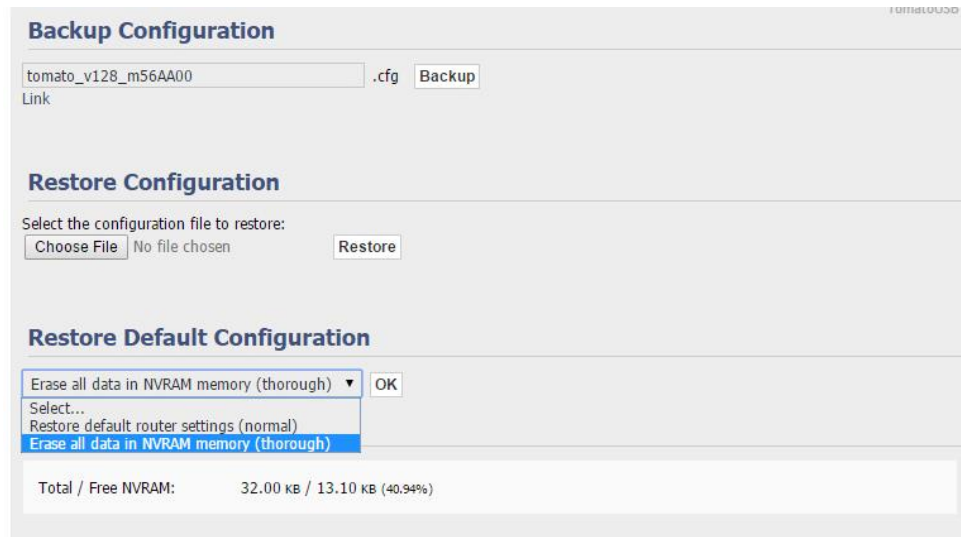 TomatoUSB
Backup Configuration
tomato_v128_m56AA00 .cfg Backup
Link
Restore Configuration
Select the configuration file to restore:
Choose File No file chosen Restore
Restore Default Configuration
Erase all data in NVRAM memory (thorough) ▼ OK
Select...
Restore default router settings (normal)
Erase all data in NVRAM memory (thorough)
Total / Free NVRAM: 32.00 KB / 13.10 KB (40.94%)